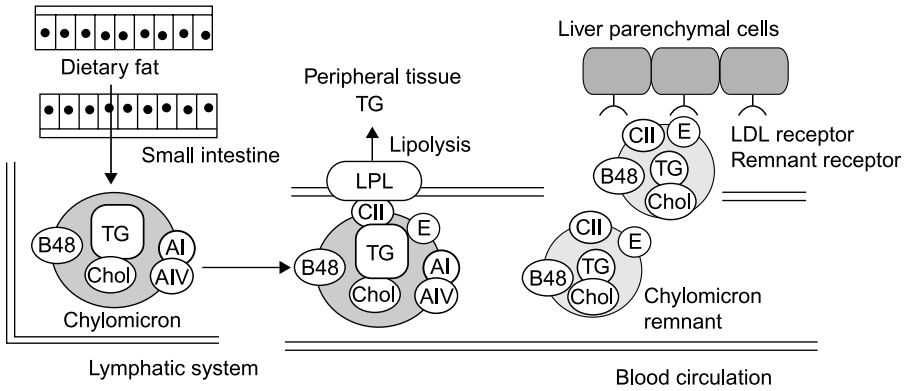 Dietary fat
Small intestine
B48
TG
Chol
AI
AIV
Chylomicron
Lymphatic system
Peripheral tissue
TG
Lipolysis
LPL
CII
E
B48
TG
Chol
AI
AIV
Liver parenchymal cells
LDL receptor
Remnant receptor
CII
E
B48
TG
Chol
CII
E
B48
TG
Chol
Chylomicron
remnant
Blood circulation